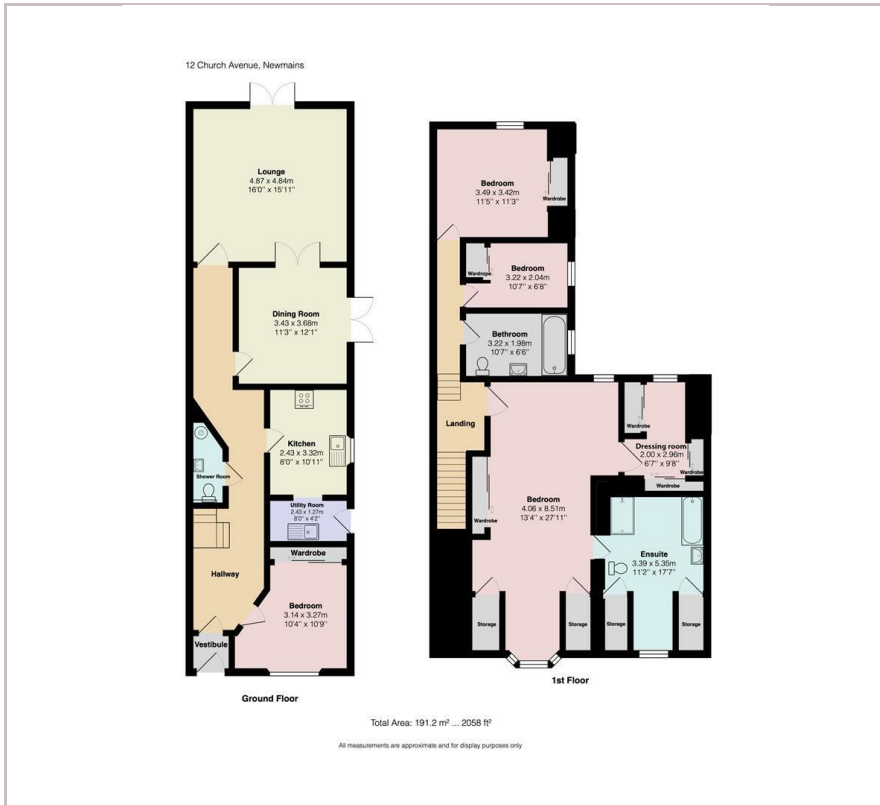 12 Church Avenue, Newmains
Lounge
4.87 x 4.84m
16'0'' x 15'11''
Dining Room
3.43 x 3.68m
11'3'' x 12'1''
Kitchen
2.43 x 3.32m
8'0'' x 10'11''
Shower Room
Utility Room
2.43 x 1.27m
8'0'' x 4'2''
Hallway
Wardrobe
Bedroom
3.14 x 3.27m
10'4'' x 10'9''
Vestibule
Ground Floor
Bedroom
3.49 x 3.42m
11'5'' x 11'3''
Wardrobe
Bedroom
3.22 x 2.04m
10'7'' x 6'8''
Wardrope
Bethroom
3.22 x 1.98m
10'7'' x 6'6''
Landing
Wardrobe
Dressing room
2.00 x 2.96m
6'7'' x 9'8''
Wardrobe
Wardrobe
Bedroom
4.06 x 8.51m
13'4'' x 27'11''
Wardrobe
Ensuite
3.39 x 5.35m
11'2'' x 17'7''
Storage
Storage
Storage
Storage
1st Floor
Total Area: 191.2 m² ... 2058 ft²
All measurements are approximate and for display purposes only